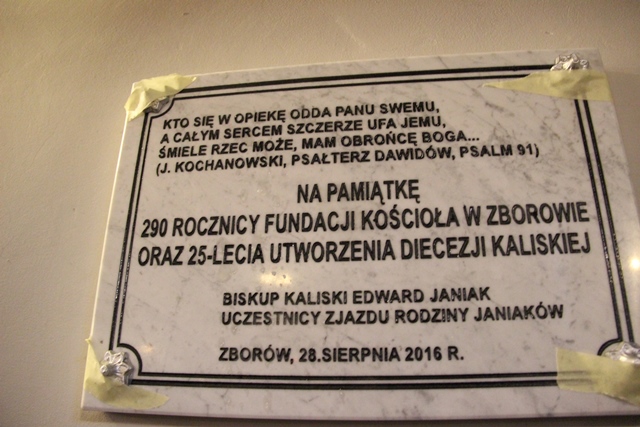 KTO SIĘ W OPIEKĘ ODDA PANU SWEMU,
A CAŁYM SERCEM SZCZERZE UFA JEMU,
ŚMIELE RZEC MOŻE, MAM OBROŃCĘ BOGA...
(J. KOCHANOWSKI, PSAŁTERZ DAWIDÓW, PSALM 91)
NA PAMIĄTKĘ
290 ROCZNICY FUNDACJI KOŚCIOŁA W ZBOROWIE
ORAZ 25-LECIA UTWORZENIA DIECEZJI KALISKIEJ
BISKUP KALISKI EDWARD JANIAK
UCZESTNICY ZJAZDU RODZINY JANIAKÓW
ZBORÓW, 28.SIERPNIA 2016 R.